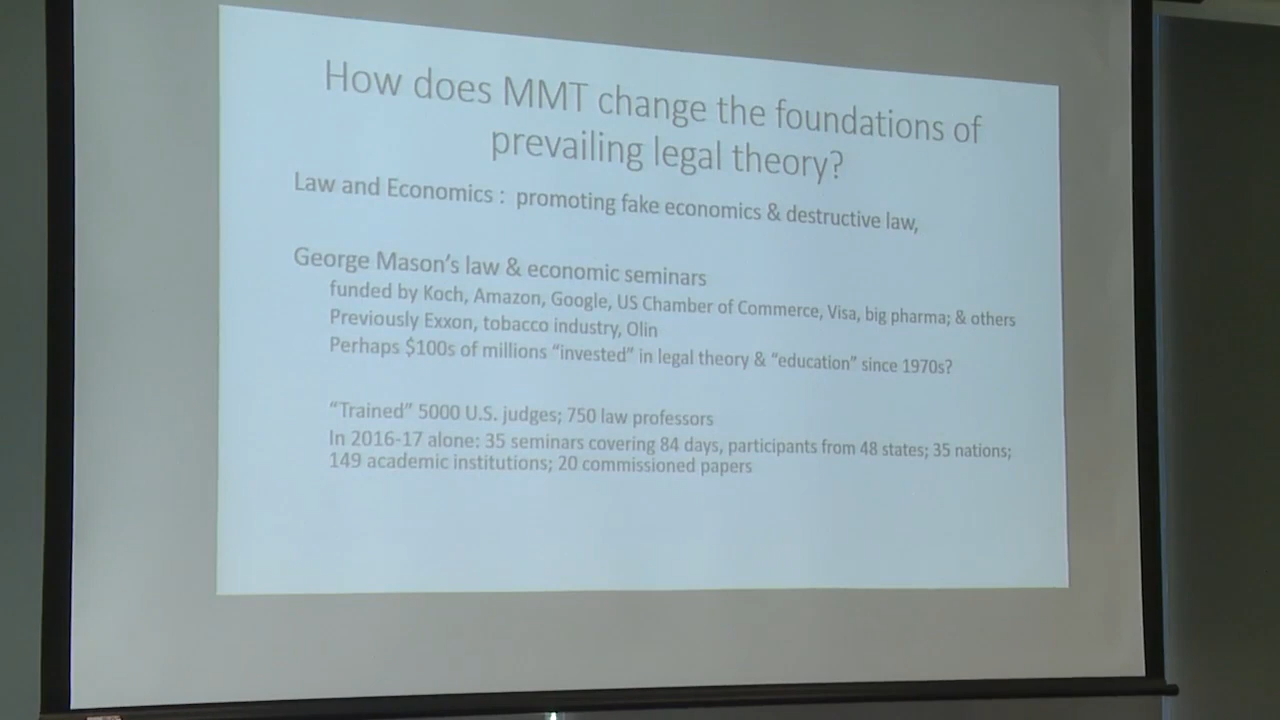 How does MMT change the foundations of
prevailing legal theory?
Law and Economics : promoting fake economics & destructive law,
George Mason's law & economic seminars
funded by Koch, Amazon, Google, US Chamber of Commerce, Visa, big pharma; & others
Previously Exxon, tobacco industry, Olin
Perhaps $100s of millions “invested” in legal theory & “education” since 1970s?
“Trained” 5000 U.S. judges; 750 law professors
In 2016-17 alone: 35 seminars covering 84 days, participants from 48 states; 35 nations;
149 academic institutions; 20 commissioned papers